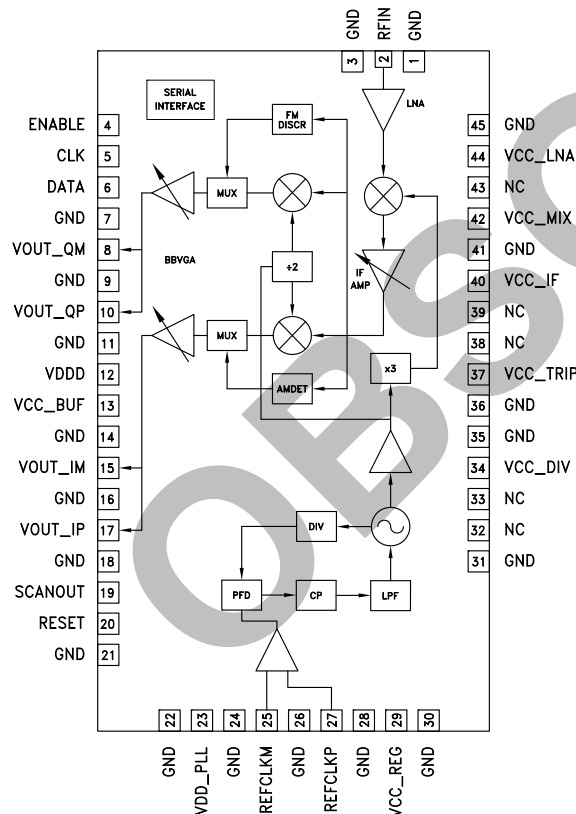 GND
RFIN
GND
3
2
1
SERIAL
INTERFACE
LNA
FM
DISCR
MUX
BBVGA
÷2
IF
AMP
MUX
AMDET
x3
DIV
PFD
CP
LPF
ENABLE 4
CLK 5
DATA 6
GND 7
VOUT_QM 8
GND 9
VOUT_QP 10
GND 11
VDDD 12
VCC_BUF 13
GND 14
VOUT_IM 15
GND 16
VOUT_IP 17
GND 18
SCANOUT 19
RESET 20
GND 21
45 GND
44 VCC_LNA
43 NC
42 VCC_MIX
41 GND
40 VCC_IF
39 NC
38 NC
37 VCC_TRIP
36 GND
35 GND
34 VCC_DIV
33 NC
32 NC
31 GND
22
23
24
25
26
27
28
29
30
GND
VDD_PLL
GND
REFCLKM
GND
REFCLKP
GND
VCC_REG
GND
OBSO